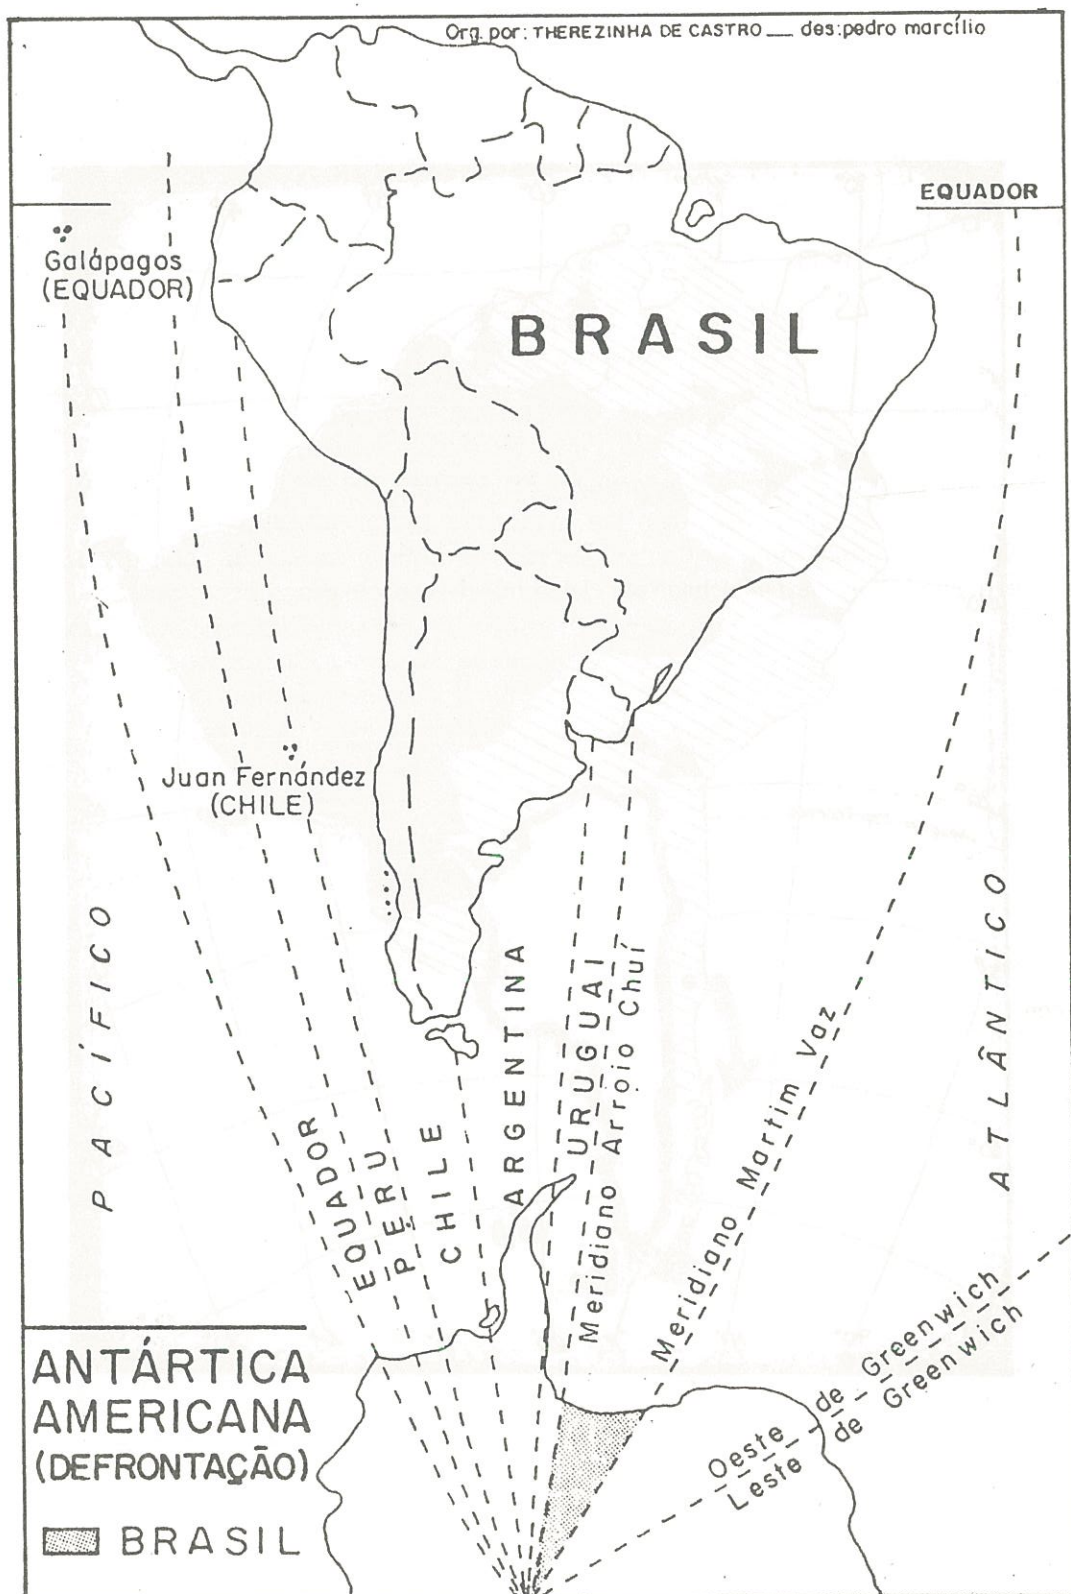 Org. por: THEREZINHA DE CASTRO __ des: pedro marcílio
EQUADOR
Galápagos
(EQUADOR)
BRASIL
Juan Fernández
(CHILE)
PACÍFICO
EQUADOR
PERU
CHILE
ARGENTINA
URUGUAI
Meridiano Arroio Chuí
Meridiano Martim Vaz
ATLÂNTICO
Oeste de Greenwich
Leste de Greenwich
ANTÁRTICA
AMERICANA
(DEFRONTAÇÃO)
BRASIL